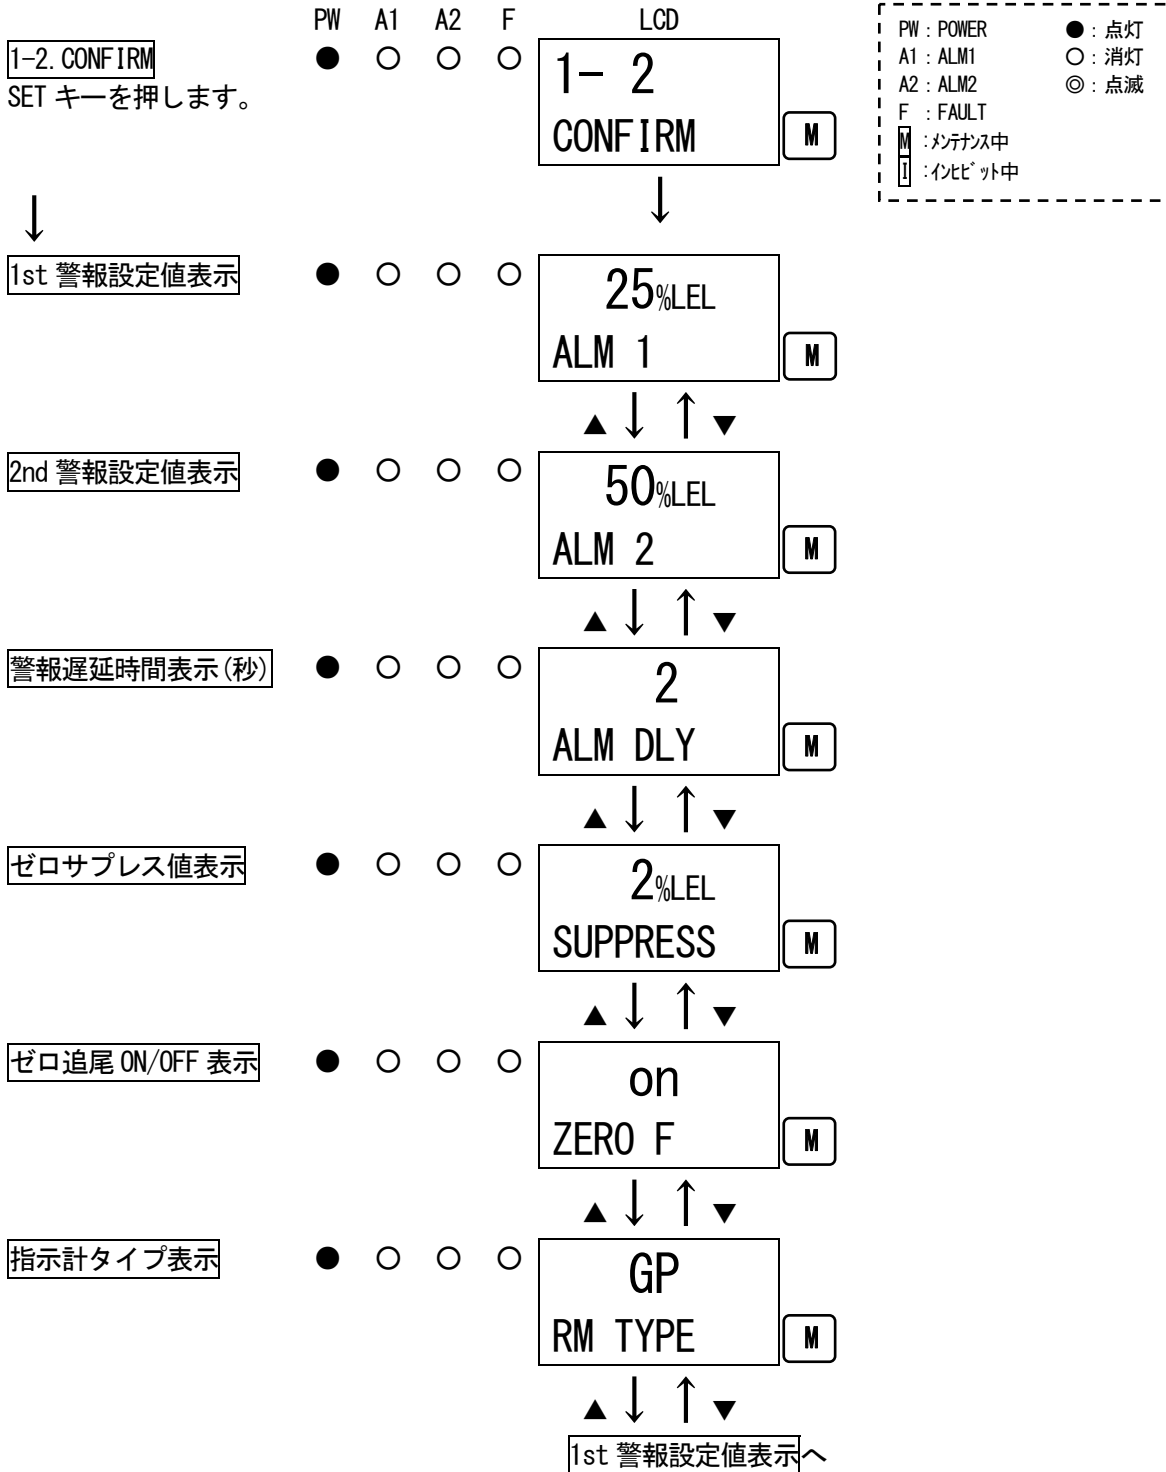 PW A1 A2 F LCD
PW : POWER ● : 点灯
A1 : ALM1 ○ : 消灯
A2 : ALM2 ◎ : 点滅
F : FAULT
M : ﾒﾝﾃﾅﾝｽ中
I : ｲﾝﾋﾋﾞｯﾄ中
1-2. CONFIRM ● ○ ○ ○ 1- 2
SET キーを押します。
CONFIRM M
↓ ↓
1st 警報設定値表示 ● ○ ○ ○ 25%LEL
ALM 1 M
▲ ↓ ↑ ▼
2nd 警報設定値表示 ● ○ ○ ○ 50%LEL
ALM 2 M
▲ ↓ ↑ ▼
警報遅延時間表示(秒) ● ○ ○ ○ 2
ALM DLY M
▲ ↓ ↑ ▼
ゼロサプレス値表示 ● ○ ○ ○ 2%LEL
SUPPRESS M
▲ ↓ ↑ ▼
ゼロ追尾 ON/OFF 表示 ● ○ ○ ○ on
ZERO F M
▲ ↓ ↑ ▼
指示計タイプ表示 ● ○ ○ ○ GP
RM TYPE M
▲ ↓ ↑ ▼
1st 警報設定値表示へ